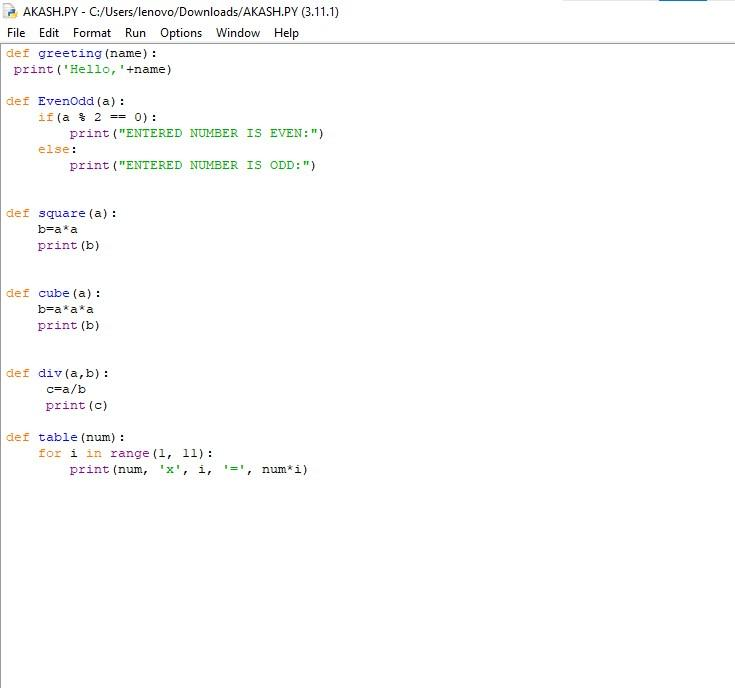 AKASH.PY - C:/Users/lenovo/Downloads/AKASH.PY (3.11.1)
File Edit Format Run Options Window Help
def greeting(name):
 print('Hello,'+name)

def EvenOdd(a):
    if(a % 2 == 0):
        print("ENTERED NUMBER IS EVEN:")
    else:
        print("ENTERED NUMBER IS ODD:")


def square(a):
    b=a*a
    print(b)


def cube(a):
    b=a*a*a
    print(b)


def div(a,b):
     c=a/b
     print(c)

def table(num):
    for i in range(1, 11):
        print(num, 'x', i, '=', num*i)